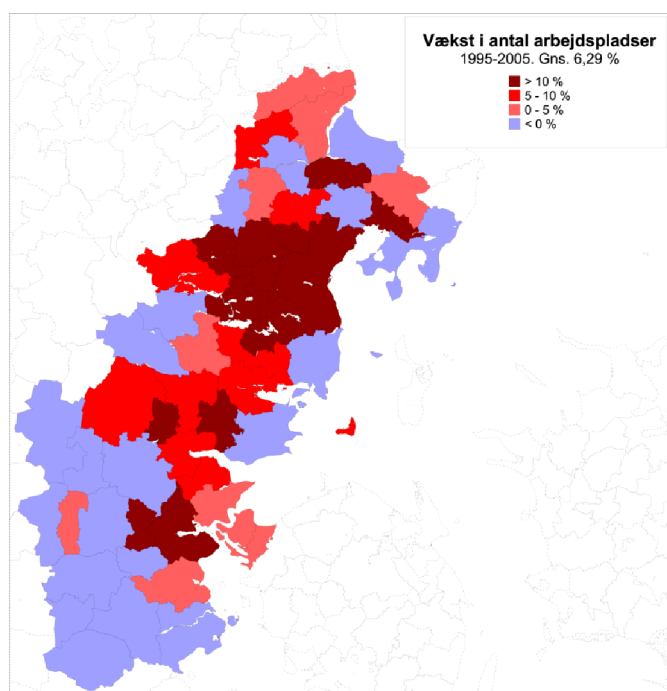 Vækst i antal arbejdspladser
1995-2005. Gns. 6,29 %
> 10 %
5 - 10 %
0 - 5 %
< 0 %